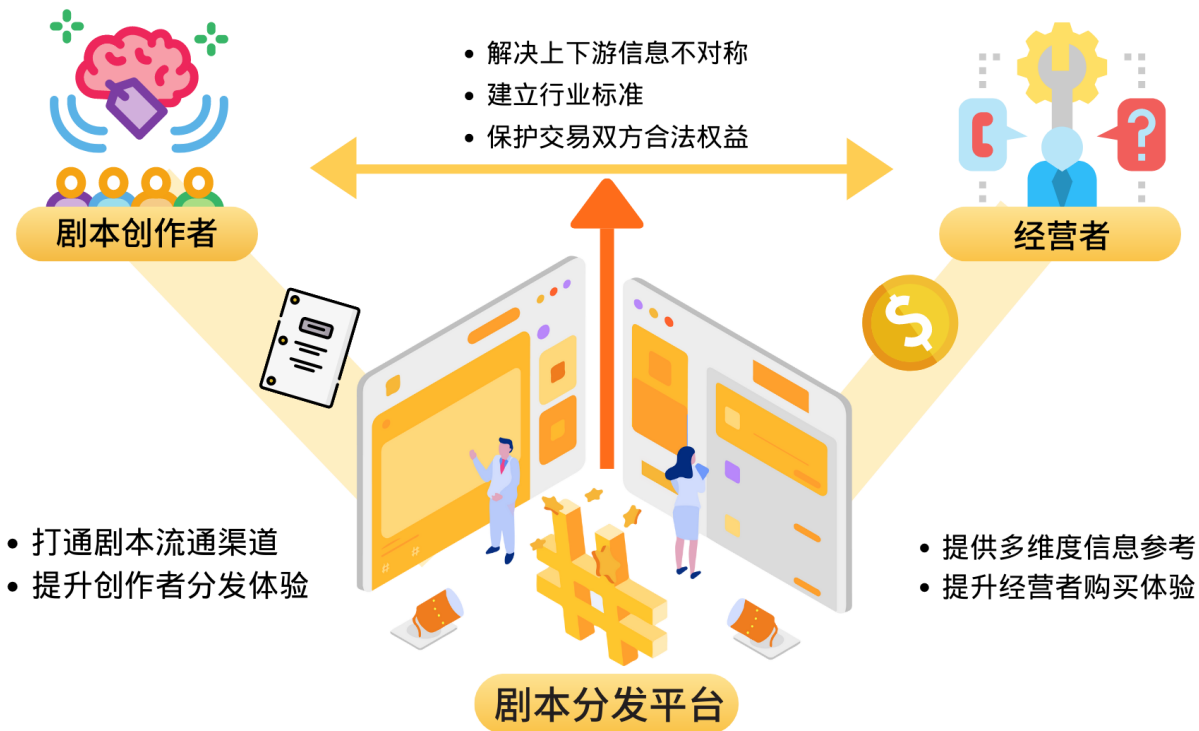 • 解决上下游信息不对称
• 建立行业标准
• 保护交易双方合法权益
剧本创作者
经营者
• 打通剧本流通渠道
• 提升创作者分发体验
• 提供多维度信息参考
• 提升经营者购买体验
剧本分发平台